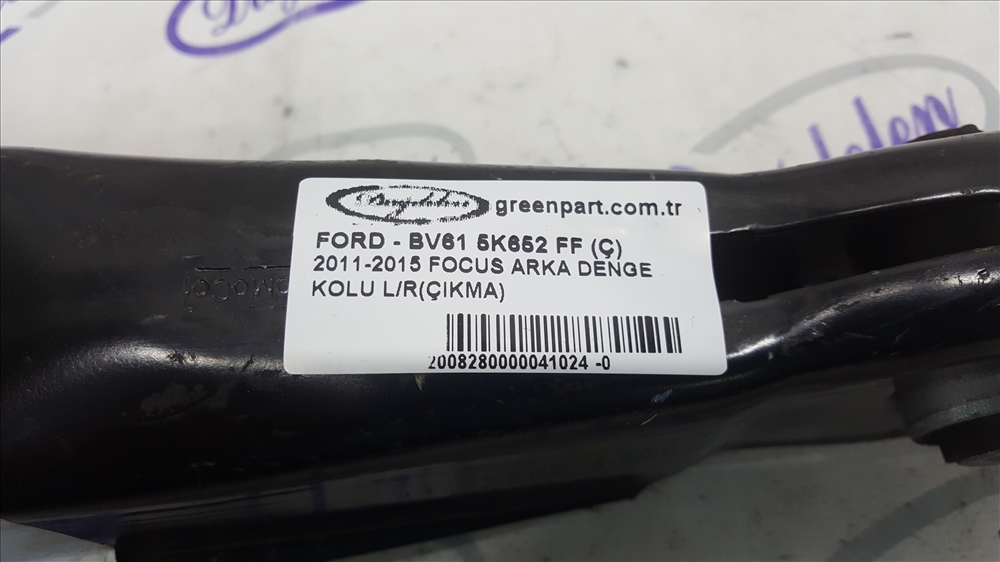 greenpart.com.tr
FORD - BV61 5K652 FF (Ç)
2011-2015 FOCUS ARKA DENGE
KOLU L/R(ÇIKMA)
2008280000041024 -0